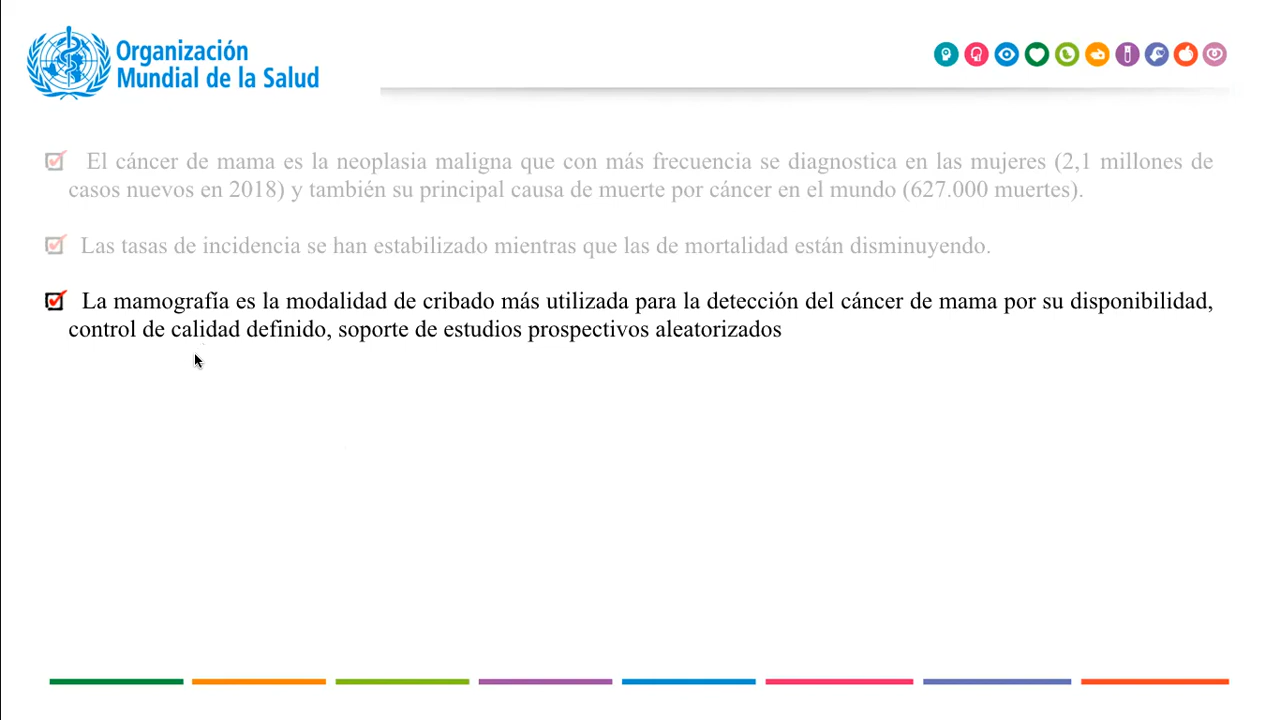 Organización
Mundial de la Salud
El cáncer de mama es la neoplasia maligna que con más frecuencia se diagnostica en las mujeres (2,1 millones de
casos nuevos en 2018) y también su principal causa de muerte por cáncer en el mundo (627.000 muertes).
Las tasas de incidencia se han estabilizado mientras que las de mortalidad están disminuyendo.
La mamografía es la modalidad de cribado más utilizada para la detección del cáncer de mama por su disponibilidad,
control de calidad definido, soporte de estudios prospectivos aleatorizados